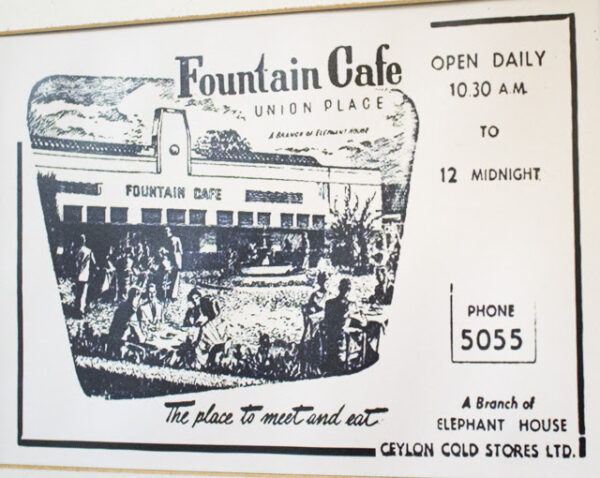 Fountain Cafe
UNION PLACE
A BRANCH OF ELEPHANT HOUSE
FOUNTAIN CAFE
The place to meet and eat
OPEN DAILY
10.30 A.M.
TO
12 MIDNIGHT
PHONE
5055
A Branch of
ELEPHANT HOUSE
CEYLON COLD STORES LTD.